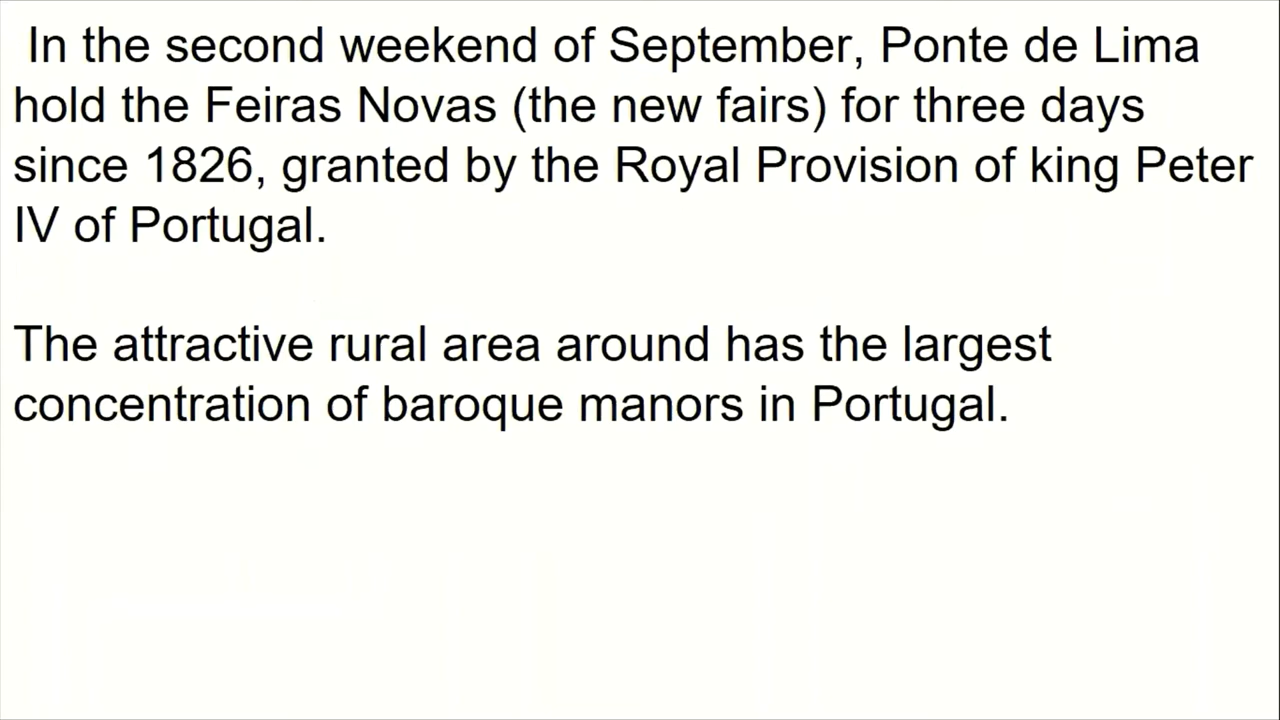 In the second weekend of September, Ponte de Lima
hold the Feiras Novas (the new fairs) for three days
since 1826, granted by the Royal Provision of king Peter
IV of Portugal.
The attractive rural area around has the largest
concentration of baroque manors in Portugal.